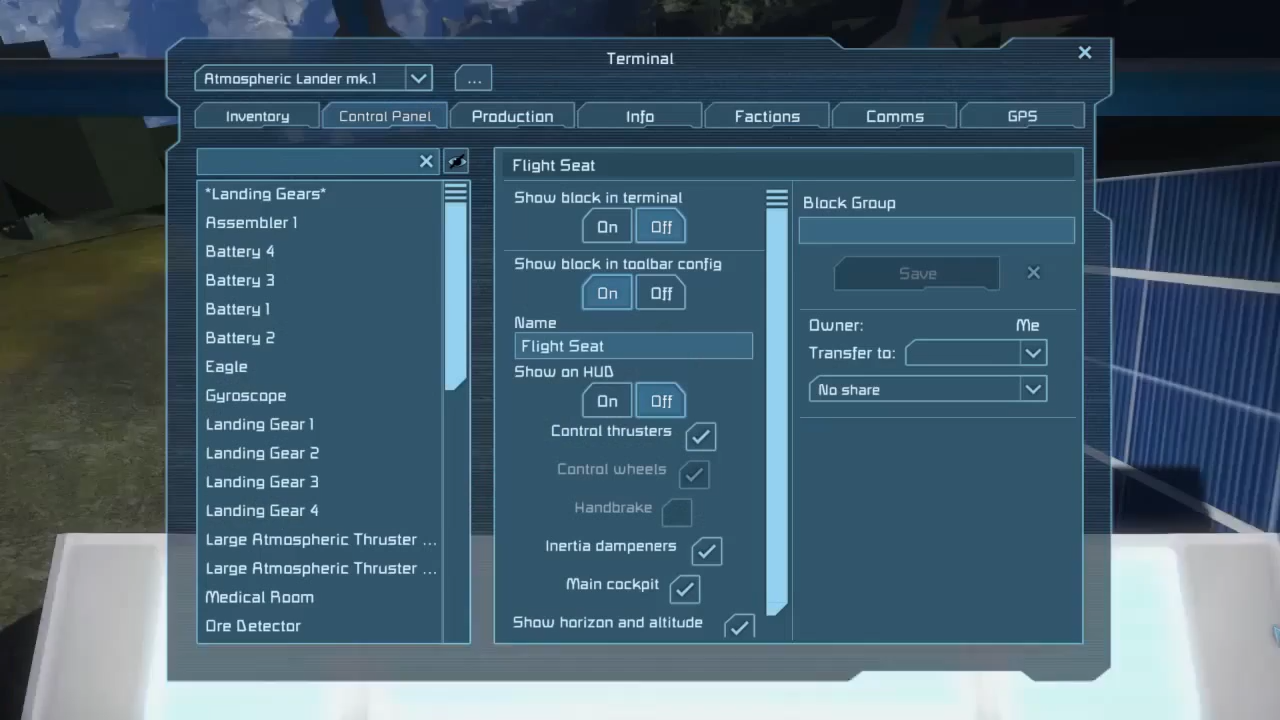 Terminal
Atmospheric Lander mk.1
...
Inventory
Control Panel
Production
Info
Factions
Comms
GPS
*Landing Gears*
Assembler 1
Battery 4
Battery 3
Battery 1
Battery 2
Eagle
Gyroscope
Landing Gear 1
Landing Gear 2
Landing Gear 3
Landing Gear 4
Large Atmospheric Thruster ...
Large Atmospheric Thruster ...
Medical Room
Ore Detector
Flight Seat
Show block in terminal
On Off
Show block in toolbar config
On Off
Name
Flight Seat
Show on HUD
On Off
Control thrusters
Control wheels
Handbrake
Inertia dampeners
Main cockpit
Show horizon and altitude
Block Group
Save
Owner: Me
Transfer to:
No share